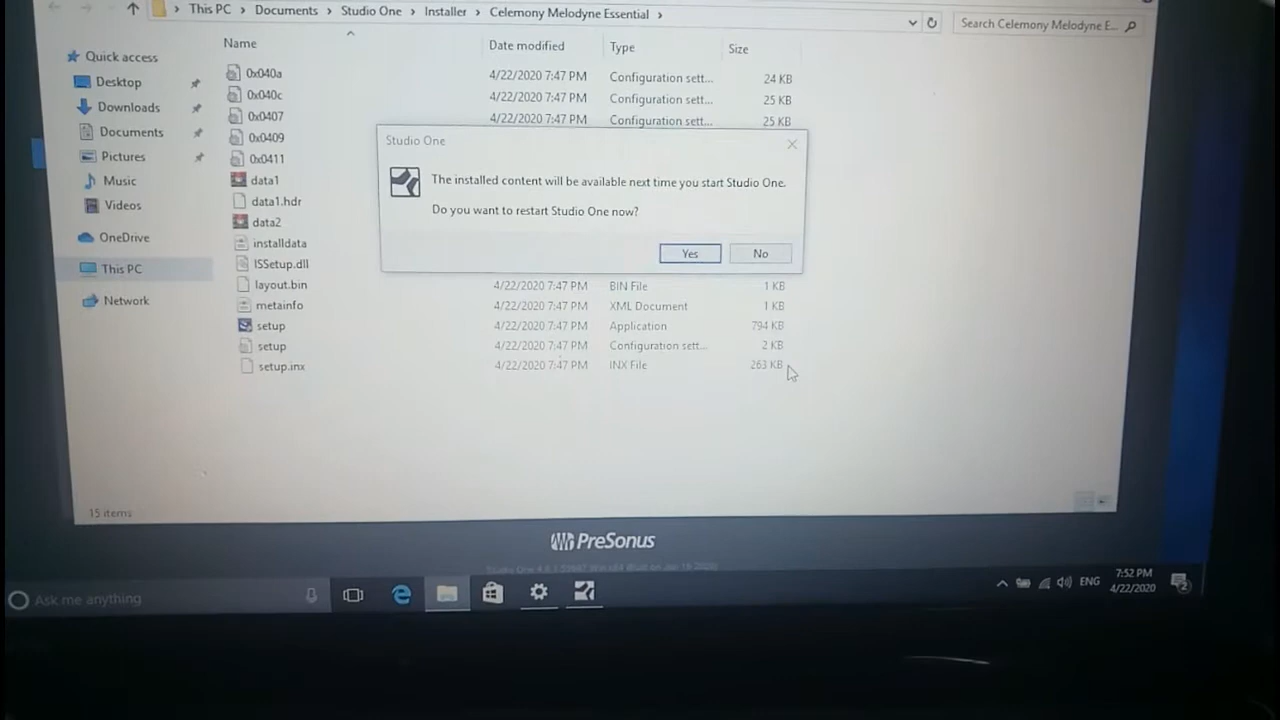 This PC > Documents > Studio One > Installer > Celemony Melodyne Essential >
Search Celemony Melodyne E...
Name Date modified Type Size
Quick access
Desktop
Downloads
Documents
Pictures
Music
Videos
OneDrive
This PC
Network
0x040a 4/22/2020 7:47 PM Configuration sett... 24 KB
0x040c 4/22/2020 7:47 PM Configuration sett... 25 KB
0x0407 4/22/2020 7:47 PM Configuration sett... 25 KB
0x0409
0x0411
data1
data1.hdr
data2
installdata
ISSetup.dll
layout.bin 4/22/2020 7:47 PM BIN File 1 KB
metainfo 4/22/2020 7:47 PM XML Document 1 KB
setup 4/22/2020 7:47 PM Application 794 KB
setup 4/22/2020 7:47 PM Configuration sett... 2 KB
setup.inx 4/22/2020 7:47 PM INX File 263 KB
Studio One
The installed content will be available next time you start Studio One.
Do you want to restart Studio One now?
Yes No
15 items
PreSonus
Ask me anything
ENG
7:52 PM
4/22/2020
2